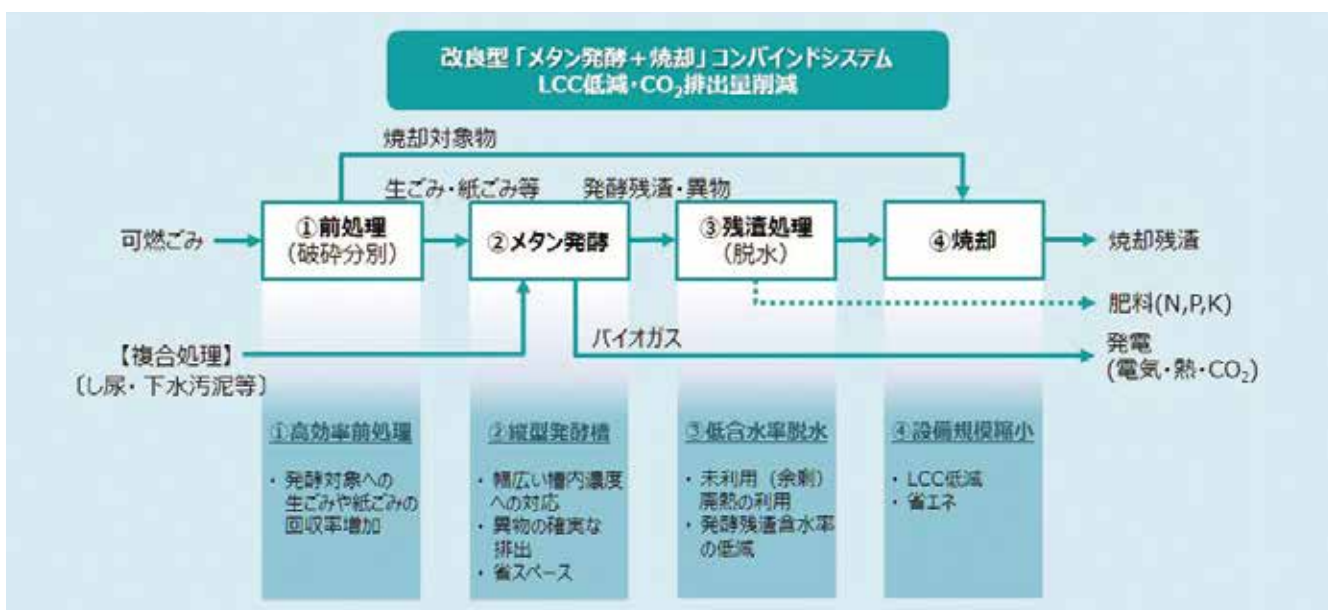 改良型「メタン発酵+焼却」コンバインドシステム
LCC低減・CO₂排出量削減
焼却対象物
生ごみ・紙ごみ等
発酵残渣・異物
可燃ごみ
①前処理
(破砕分別)
②メタン発酵
③残渣処理
(脱水)
④焼却
焼却残渣
肥料(N,P,K)
【複合処理】
〔し尿・下水汚泥等〕
バイオガス
発電
(電気・熱・CO₂)
①高効率前処理
・発酵対象への
生ごみや紙ごみの
回収率増加
②縦型発酵槽
・幅広い槽内濃度
への対応
・異物の確実な
排出
・省スペース
③低含水率脱水
・未利用(余剰)
廃熱の利用
・発酵残渣含水率
の低減
④設備規模縮小
・LCC低減
・省エネ